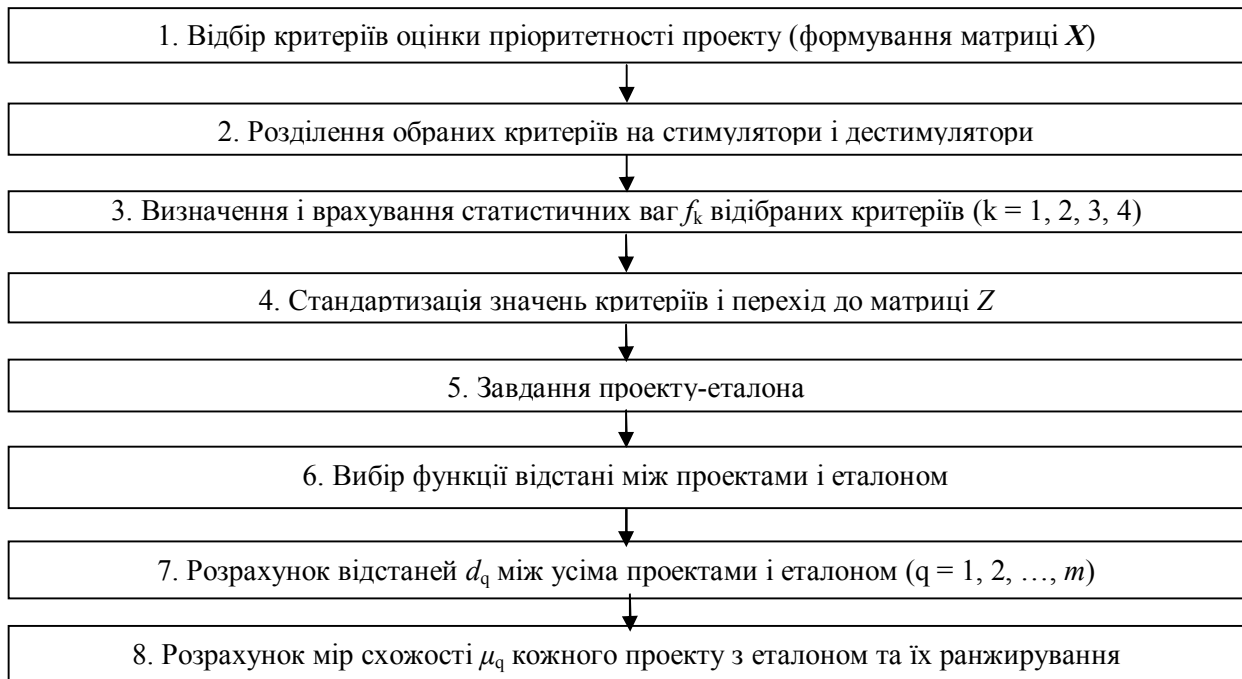 1. Відбір критеріїв оцінки пріоритетності проекту (формування матриці X)
2. Розділення обраних критеріїв на стимулятори і дестимулятори
3. Визначення і врахування статистичних ваг fk відібраних критеріїв (k = 1, 2, 3, 4)
4. Стандартизація значень критеріїв і перехід до матриці Z
5. Завдання проекту-еталона
6. Вибір функції відстані між проектами і еталоном
7. Розрахунок відстаней dq між усіма проектами і еталоном (q = 1, 2, …, m)
8. Розрахунок мір схожості μq кожного проекту з еталоном та їх ранжирування